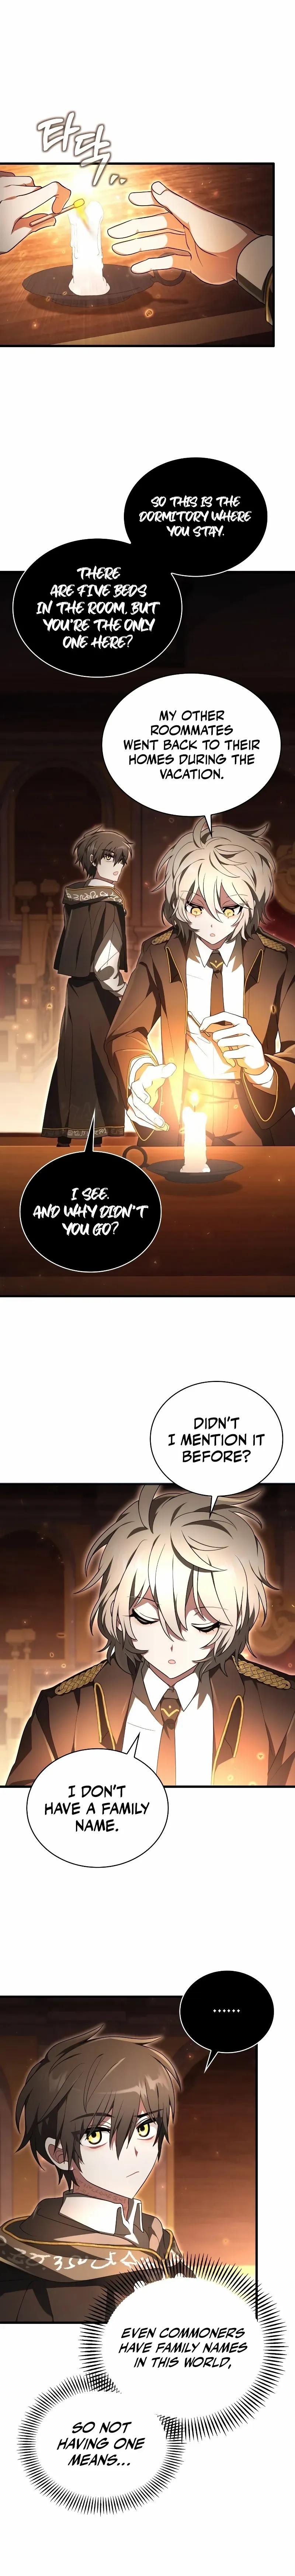 타닥..
SO THIS IS THE
DORMITORY WHERE
YOU STAY.
THERE
ARE FIVE BEDS
IN THE ROOM, BUT
YOU'RE THE ONLY
ONE HERE?
MY OTHER
ROOMMATES
WENT BACK TO THEIR
HOMES DURING THE
VACATION.
I SEE.
AND WHY DIDN'T
YOU GO?
DIDN'T
I MENTION IT
BEFORE?
I DON'T
HAVE A FAMILY
NAME.
......
EVEN COMMONERS
HAVE FAMILY NAMES
IN THIS WORLD,
SO NOT
HAVING ONE
MEANS...